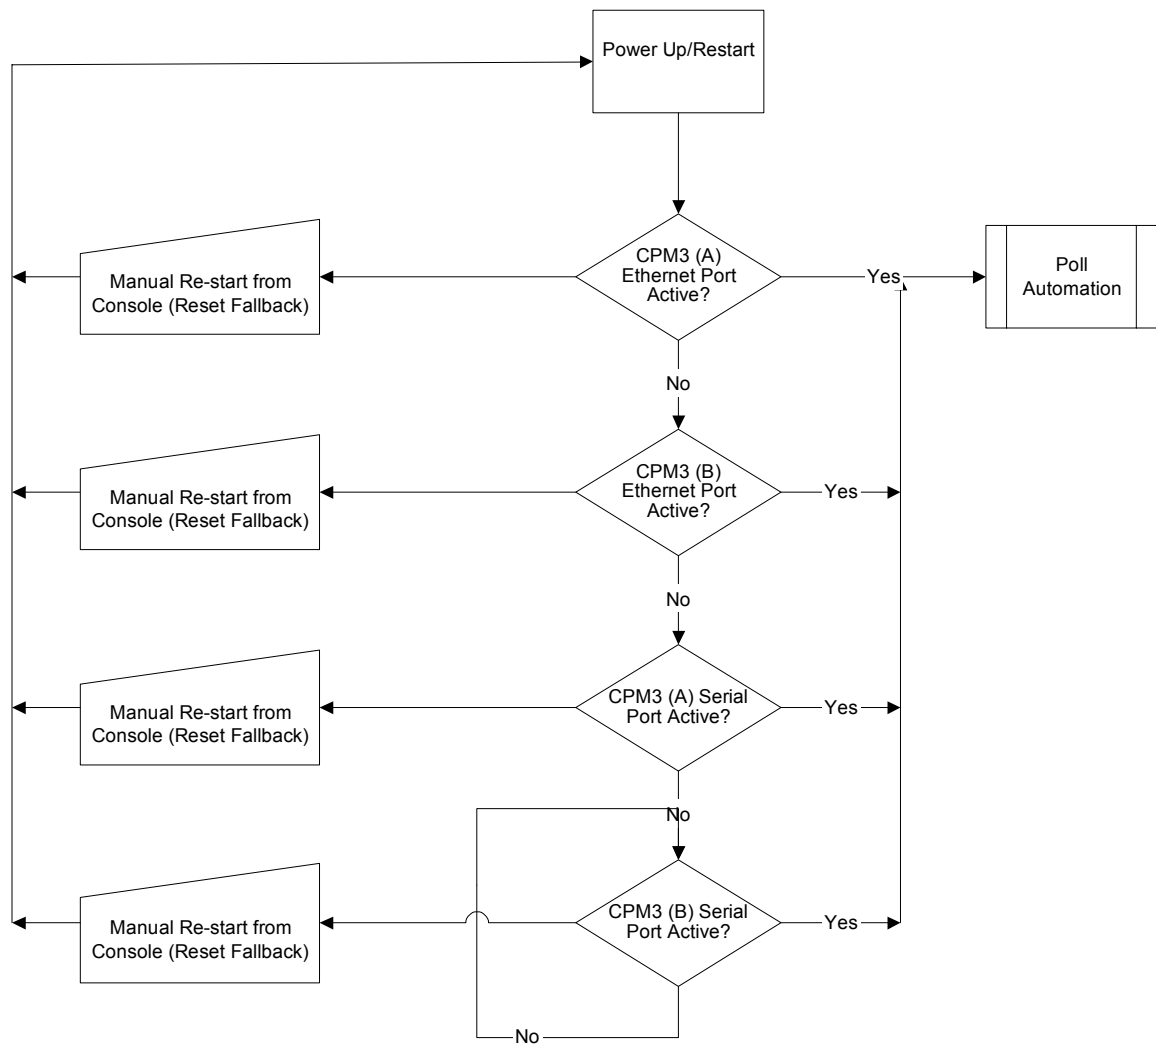 Power Up/Restart
Manual Re-start from
Console (Reset Fallback)
CPM3 (A)
Ethernet Port
Active?
Yes
Poll
Automation
No
Manual Re-start from
Console (Reset Fallback)
CPM3 (B)
Ethernet Port
Active?
Yes
No
Manual Re-start from
Console (Reset Fallback)
CPM3 (A) Serial
Port Active?
Yes
No
Manual Re-start from
Console (Reset Fallback)
CPM3 (B) Serial
Port Active?
Yes
No